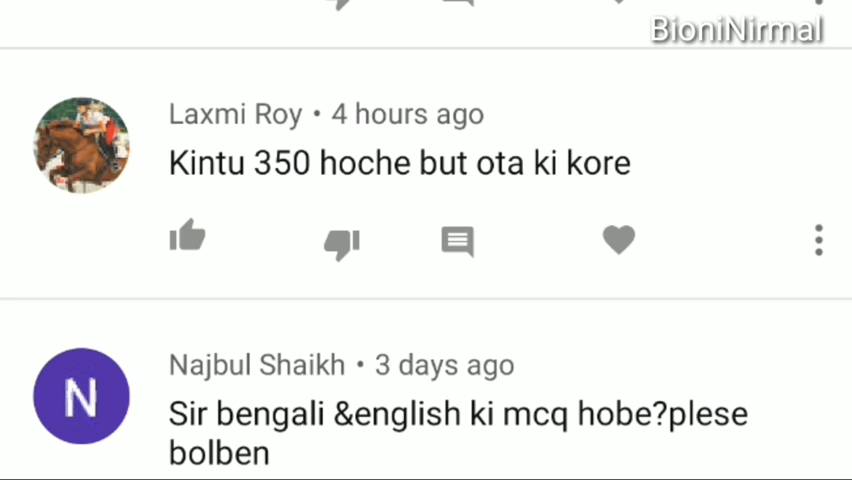 BioniNirmal
Laxmi Roy • 4 hours ago
Kintu 350 hoche but ota ki kore
N
Najbul Shaikh • 3 days ago
Sir bengali &english ki mcq hobe?plese
bolben